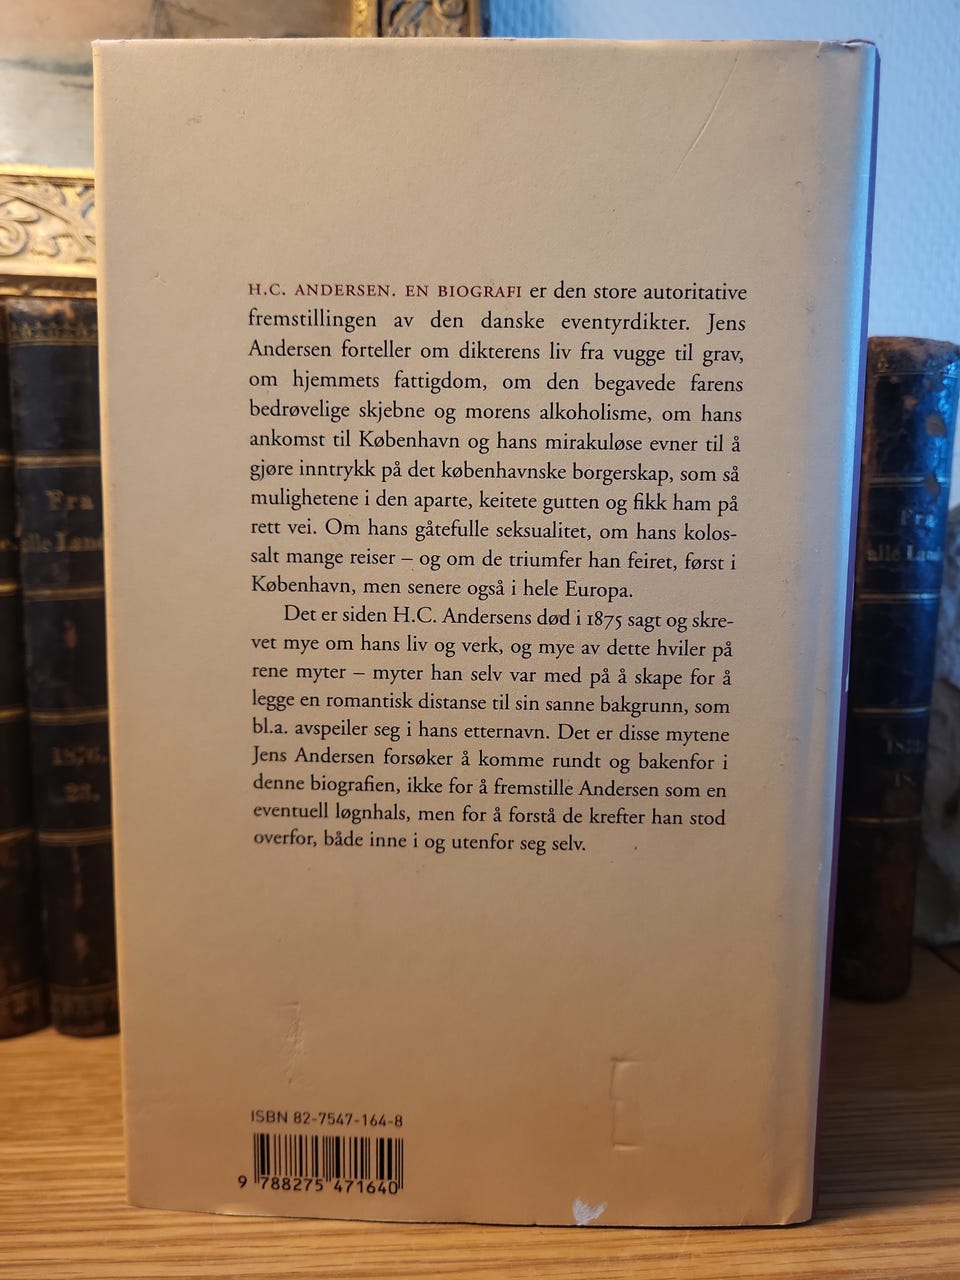 H.C. ANDERSEN. EN BIOGRAFI er den store autoritative
fremstillingen av den danske eventyrdikter. Jens
Andersen forteller om dikterens liv fra vugge til grav,
om hjemmets fattigdom, om den begavede farens
bedrøvelige skjebne og morens alkoholisme, om hans
ankomst til København og hans mirakuløse evner til å
gjøre inntrykk på det københavnske borgerskap, som så
mulighetene i den aparte, keitete gutten og fikk ham på
rett vei. Om hans gåtefulle seksualitet, om hans kolos-
salt mange reiser – og om de triumfer han feiret, først i
København, men senere også i hele Europa.
Det er siden H.C. Andersens død i 1875 sagt og skre-
vet mye om hans liv og verk, og mye av dette hviler på
rene myter – myter han selv var med på å skape for å
legge en romantisk distanse til sin sanne bakgrunn, som
bl.a. avspeiler seg i hans etternavn. Det er disse mytene
Jens Andersen forsøker å komme rundt og bakenfor i
denne biografien, ikke for å fremstille Andersen som en
eventuell løgnhals, men for å forstå de krefter han stod
overfor, både inne i og utenfor seg selv.
ISBN 82-7547-164-8
9 788275 471640
Fra
alle Land
1876.
Fra
alle Land
18.